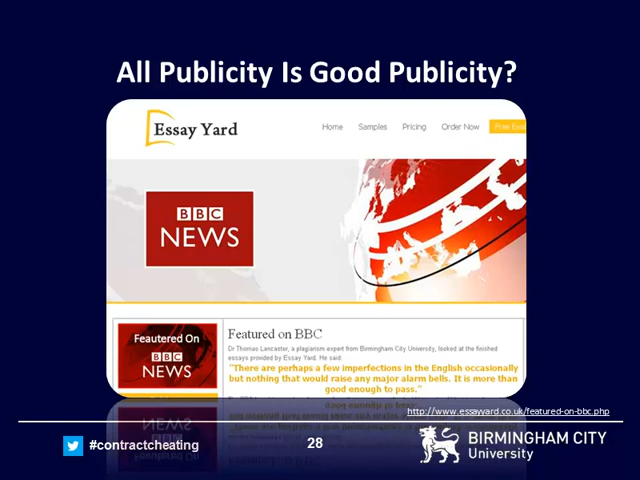 All Publicity Is Good Publicity?
Essay Yard
Home Samples Pricing Order Now Free
BBC
NEWS
Feautered On
BBC
NEWS
Featured on BBC
Dr Thomas Lancaster, a plagiarism expert from Birmingham City University, looked at the finished
essays provided by Essay Yard. He said:
"There are perhaps a few imperfections in the English occasionally
but nothing that would raise any major alarm bells. It is more than
good enough to pass."
http://www.essayyard.co.uk/featured-on-bbc.php
#contractcheating
28
BIRMINGHAM CITY
University